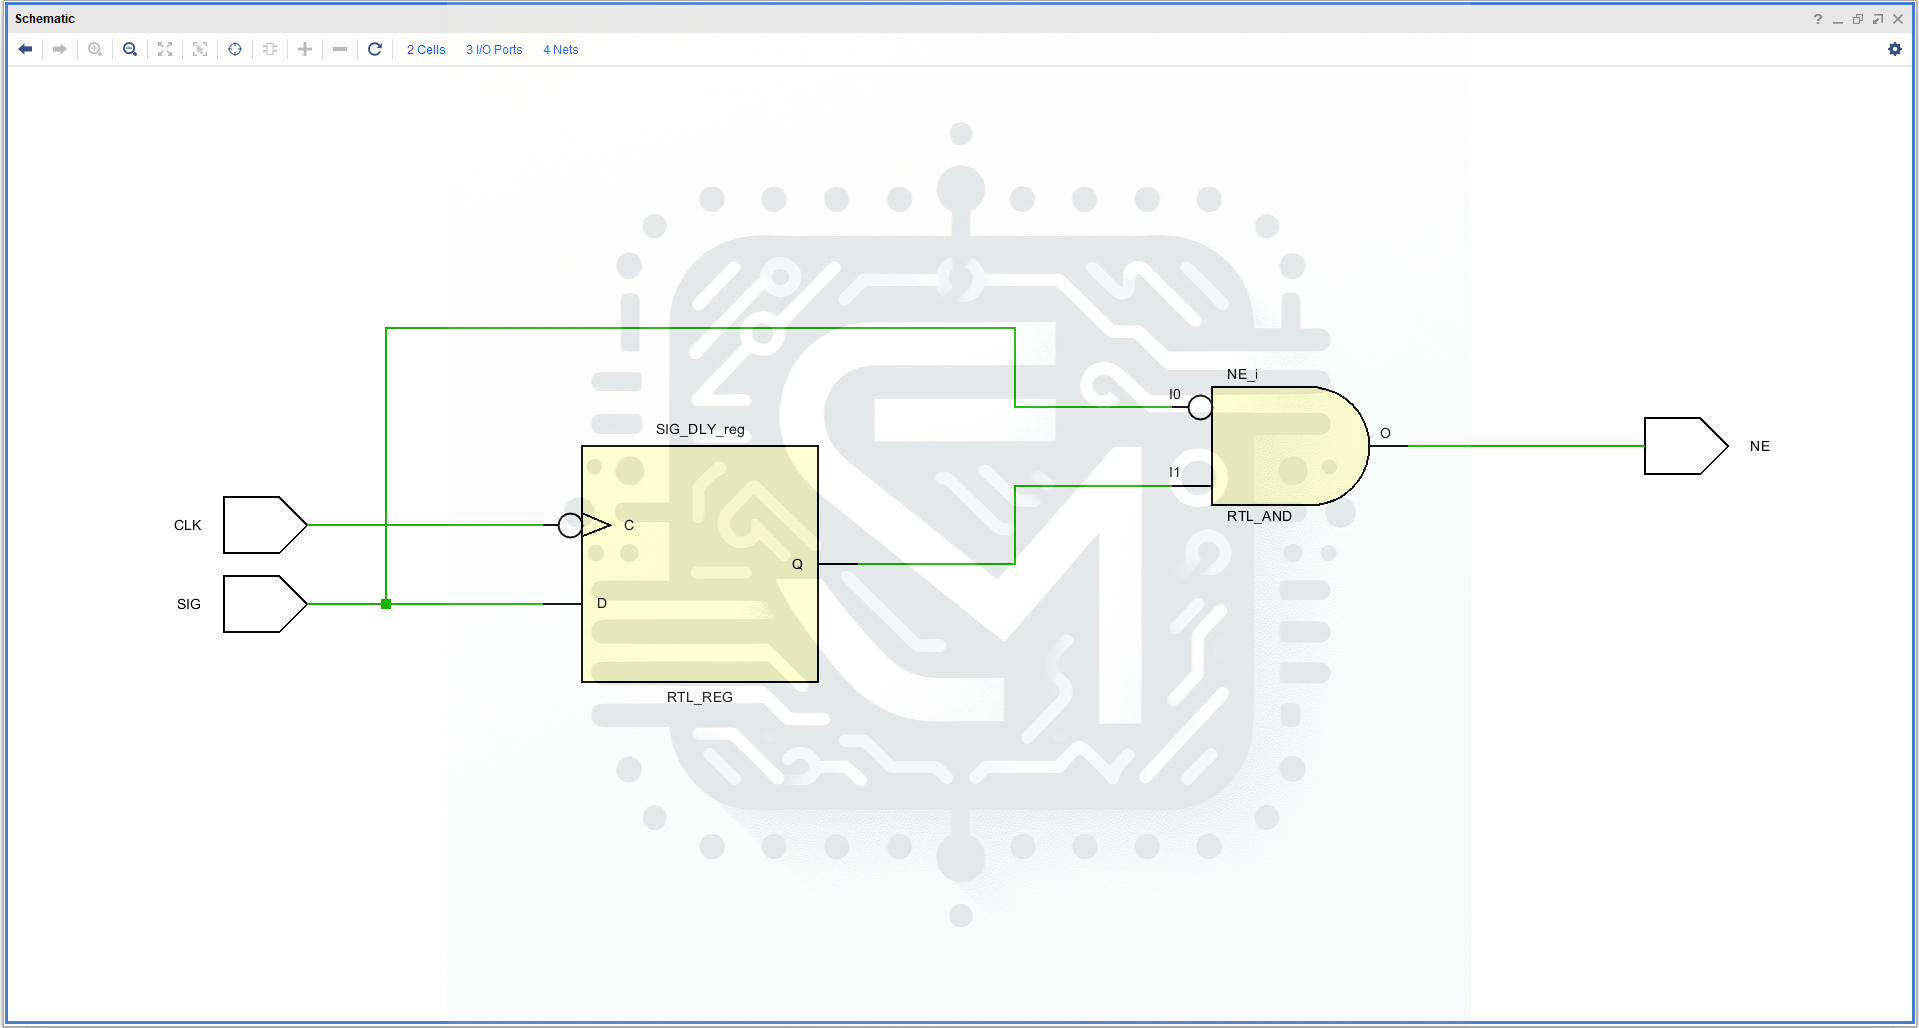 Schematic
2 Cells 3 I/O Ports 4 Nets
NE_i
I0
SIG_DLY_reg
O
NE
I1
RTL_AND
CLK
C
Q
SIG
D
RTL_REG